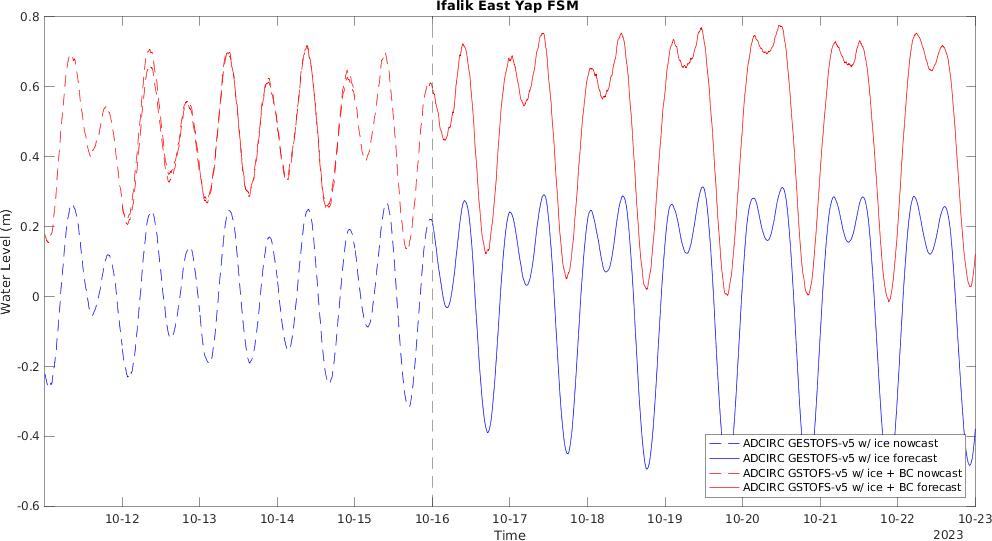 Ifalik East Yap FSM
0.8
0.6
0.4
0.2
0
-0.2
-0.4
-0.6
Water Level (m)
10-12 10-13 10-14 10-15 10-16 10-17 10-18 10-19 10-20 10-21 10-22 10-23
Time
2023
ADCIRC GESTOFS-v5 w/ ice nowcast
ADCIRC GESTOFS-v5 w/ ice forecast
ADCIRC GSTOFS-v5 w/ ice + BC nowcast
ADCIRC GSTOFS-v5 w/ ice + BC forecast